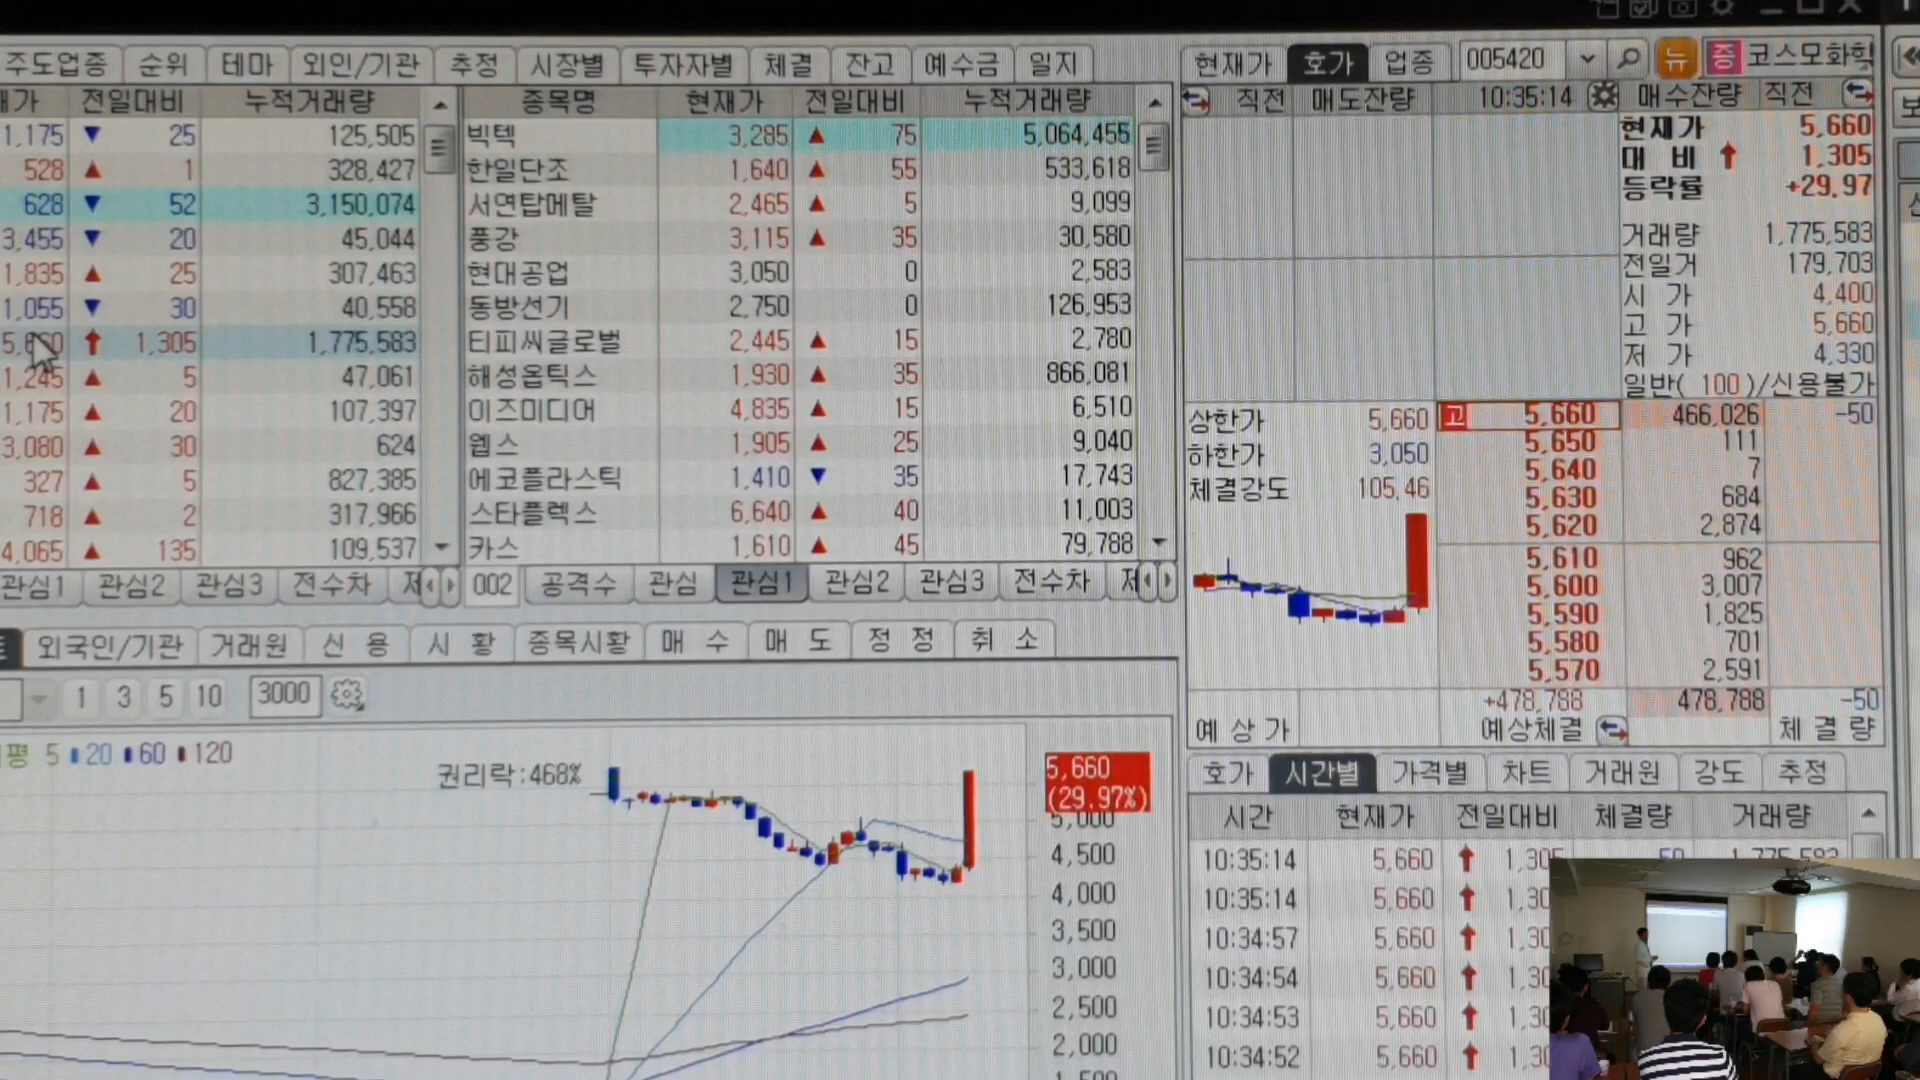 주도업종 순위 테마 외인/기관 추정 시장별 투자자별 체결 잔고 예수금 일지
전일대비 누적거래량
1,175 ▼ 25 125,505
528 ▲ 1 328,427
628 ▼ 52 3,150,074
3,455 ▼ 20 45,044
1,835 ▲ 25 307,463
1,055 ▼ 30 40,558
↑ 1,305 1,775,583
1,245 ▲ 5 47,061
1,175 ▲ 20 107,397
3,080 ▲ 30 624
327 ▲ 5 827,385
718 ▲ 2 317,966
4,065 ▲ 135 109,537
관심1 관심2 관심3 전수차
종목명 현재가 전일대비 누적거래량
빅텍 3,285 ▲ 75 5,064,455
한일단조 1,640 ▲ 55 533,618
서연탑메탈 2,465 ▲ 5 9,099
풍강 3,115 ▲ 35 30,580
현대공업 3,050 0 2,583
동방선기 2,750 0 126,953
티피씨글로벌 2,445 ▲ 15 2,780
해성옵틱스 1,930 ▲ 35 866,081
이즈미디어 4,835 ▲ 15 6,510
웹스 1,905 ▲ 25 9,040
에코플라스틱 1,410 ▼ 35 17,743
스타플렉스 6,640 ▲ 40 11,003
카스 1,610 ▲ 45 79,788
002 공격수 관심 관심1 관심2 관심3 전수차
외국인/기관 거래원 신 용 시 황 종목시황 매 수 매 도 정 정 취 소
1 3 5 10 3000
5 20 60 120
권리락:468%
5,660
(29.97%)
5,000
4,500
4,000
3,500
3,000
2,500
2,000
현재가 호가 업종 005420 뉴 증 코스모화학
직전 매도잔량 10:35:14 매수잔량 직전
현재가 5,660
대 비 ↑ 1,305
등락률 +29.97
거래량 1,775,583
전일거 179,703
시 가 4,400
고 가 5,660
저 가 4,330
일반( 100 )/신용불가
상한가 5,660
하한가 3,050
체결강도 105.46
고 5,660 466,026 -50
5,650 111
5,640 7
5,630 684
5,620 2,874
5,610 962
5,600 3,007
5,590 1,825
5,580 701
5,570 2,591
+478,788 478,788 -50
예 상 가 예상체결 체 결 량
호가 시간별 가격별 차트 거래원 강도 추정
시간 현재가 전일대비 체결량 거래량
10:35:14 5,660 ↑ 1,305
10:35:14 5,660 ↑
10:34:57 5,660 ↑
10:34:54 5,660 ↑
10:34:53 5,660 ↑
10:34:52 5,660 ↑